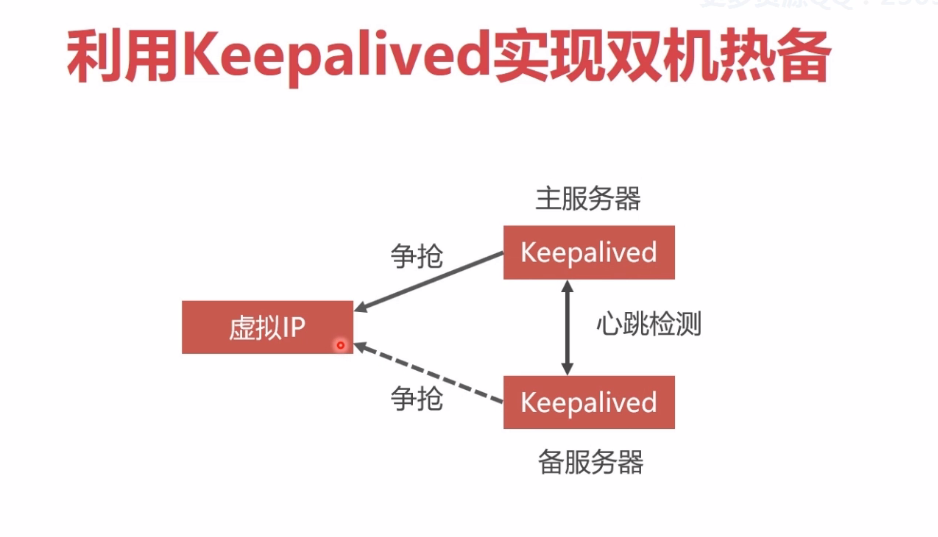 利用Keepalived实现双机热备
主服务器
Keepalived
争抢
虚拟IP
心跳检测
争抢
Keepalived
备服务器